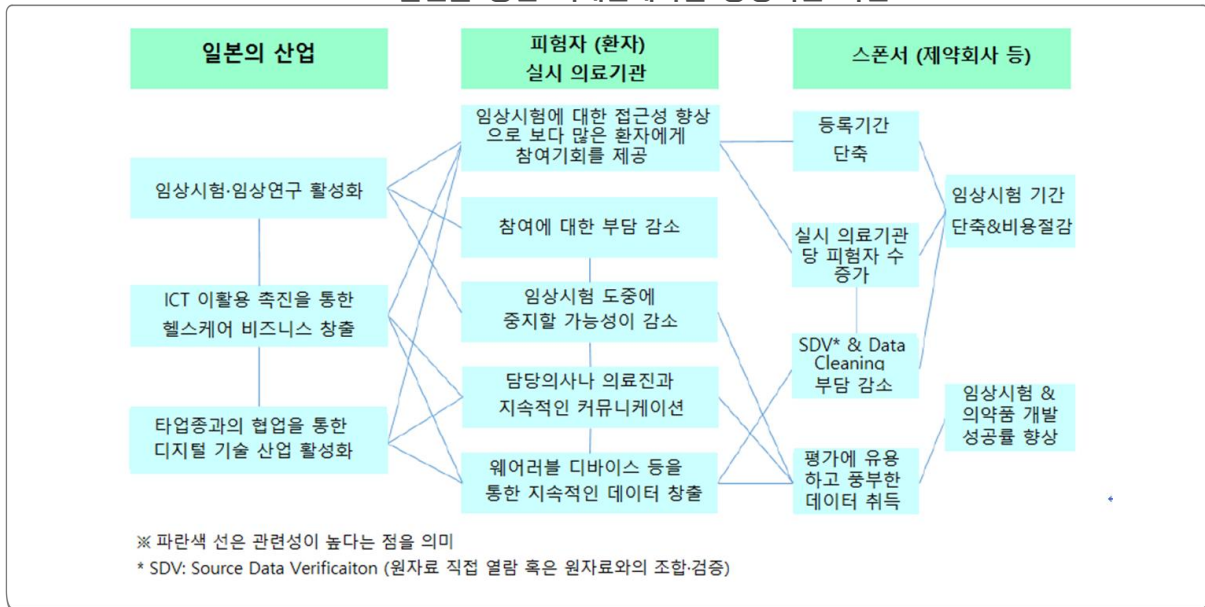 일본의 산업
피험자 (환자)
실시 의료기관
스폰서 (제약회사 등)
임상시험·임상연구 활성화
ICT 이활용 촉진을 통한
헬스케어 비즈니스 창출
타업종과의 협업을 통한
디지털 기술 산업 활성화
임상시험에 대한 접근성 향상
으로 보다 많은 환자에게
참여기회를 제공
참여에 대한 부담 감소
임상시험 도중에
중지할 가능성이 감소
담당의사나 의료진과
지속적인 커뮤니케이션
웨어러블 디바이스 등을
통한 지속적인 데이터 창출
등록기간
단축
실시 의료기관
당 피험자 수
증가
SDV* & Data
Cleaning
부담 감소
평가에 유용
하고 풍부한
데이터 취득
임상시험 기간
단축&비용절감
임상시험 &
의약품 개발
성공률 향상
※ 파란색 선은 관련성이 높다는 점을 의미
* SDV: Source Data Verificaiton (원자료 직접 열람 혹은 원자료와의 조합·검증)